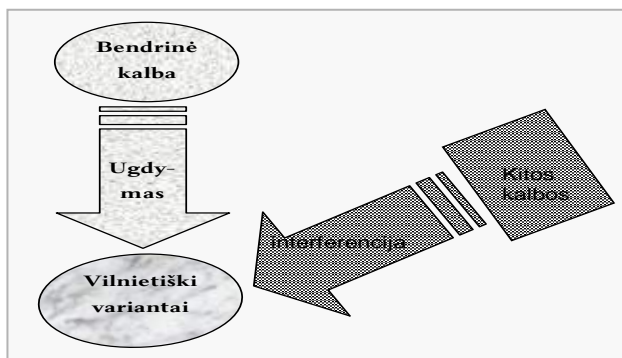 Bendrinė
kalba
Ugdy-
mas
Kitos
kalbos
interferencija
Vilnietiški
variantai